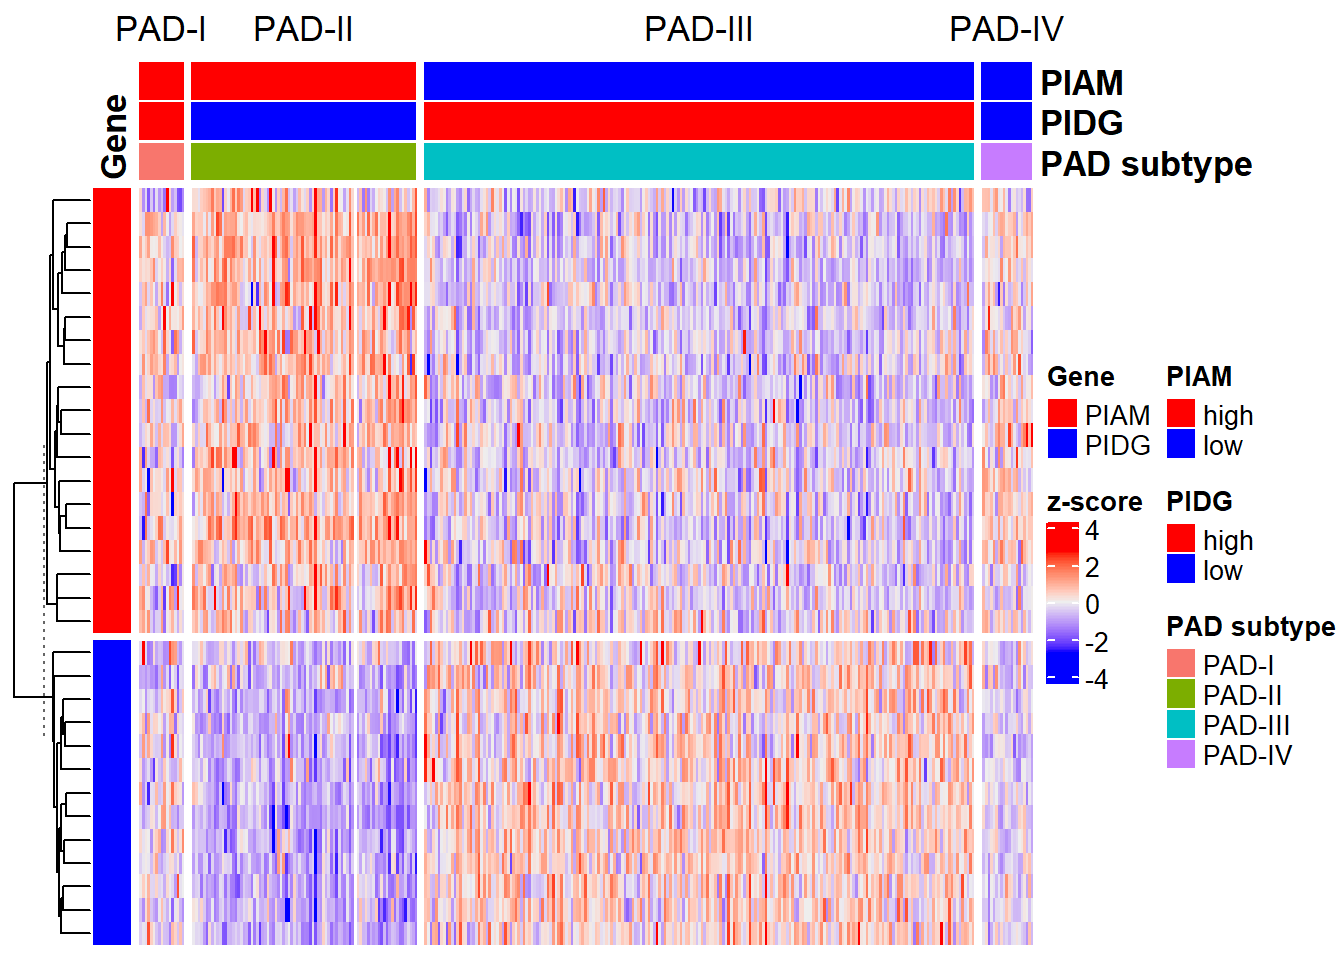 PAD-I
PAD-II
PAD-III
PAD-IV
PIAM
PIDG
PAD subtype
Gene
Gene
PIAM
PIDG
PIAM
high
low
z-score
4
2
0
-2
-4
PIDG
high
low
PAD subtype
PAD-I
PAD-II
PAD-III
PAD-IV